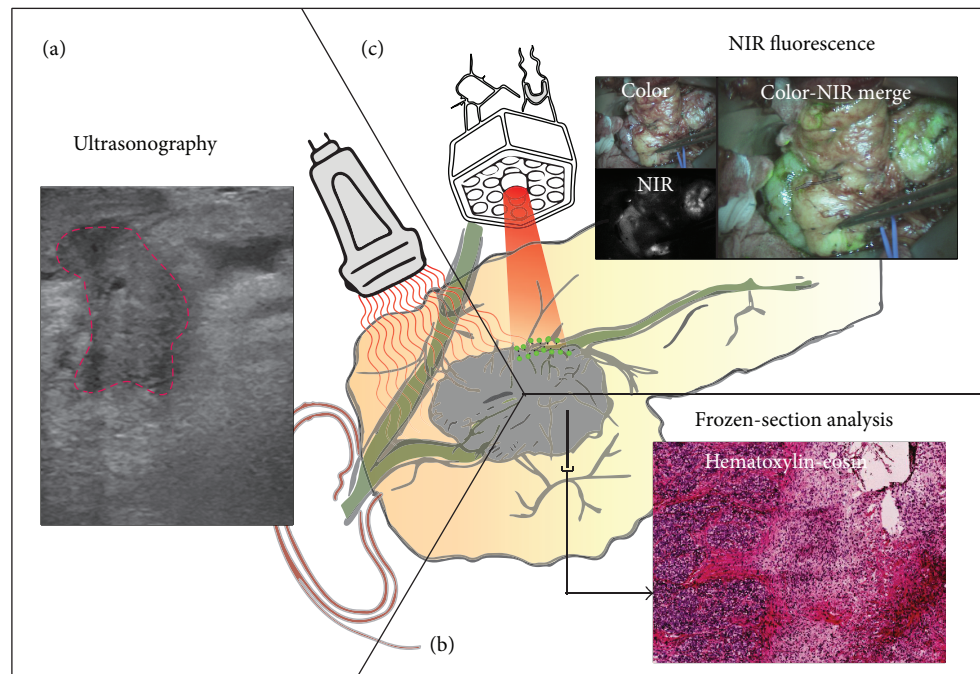 (a)
Ultrasonography
(c)
NIR fluorescence
Color
Color-NIR merge
NIR
Frozen-section analysis
Hematoxylin-eosin
(b)